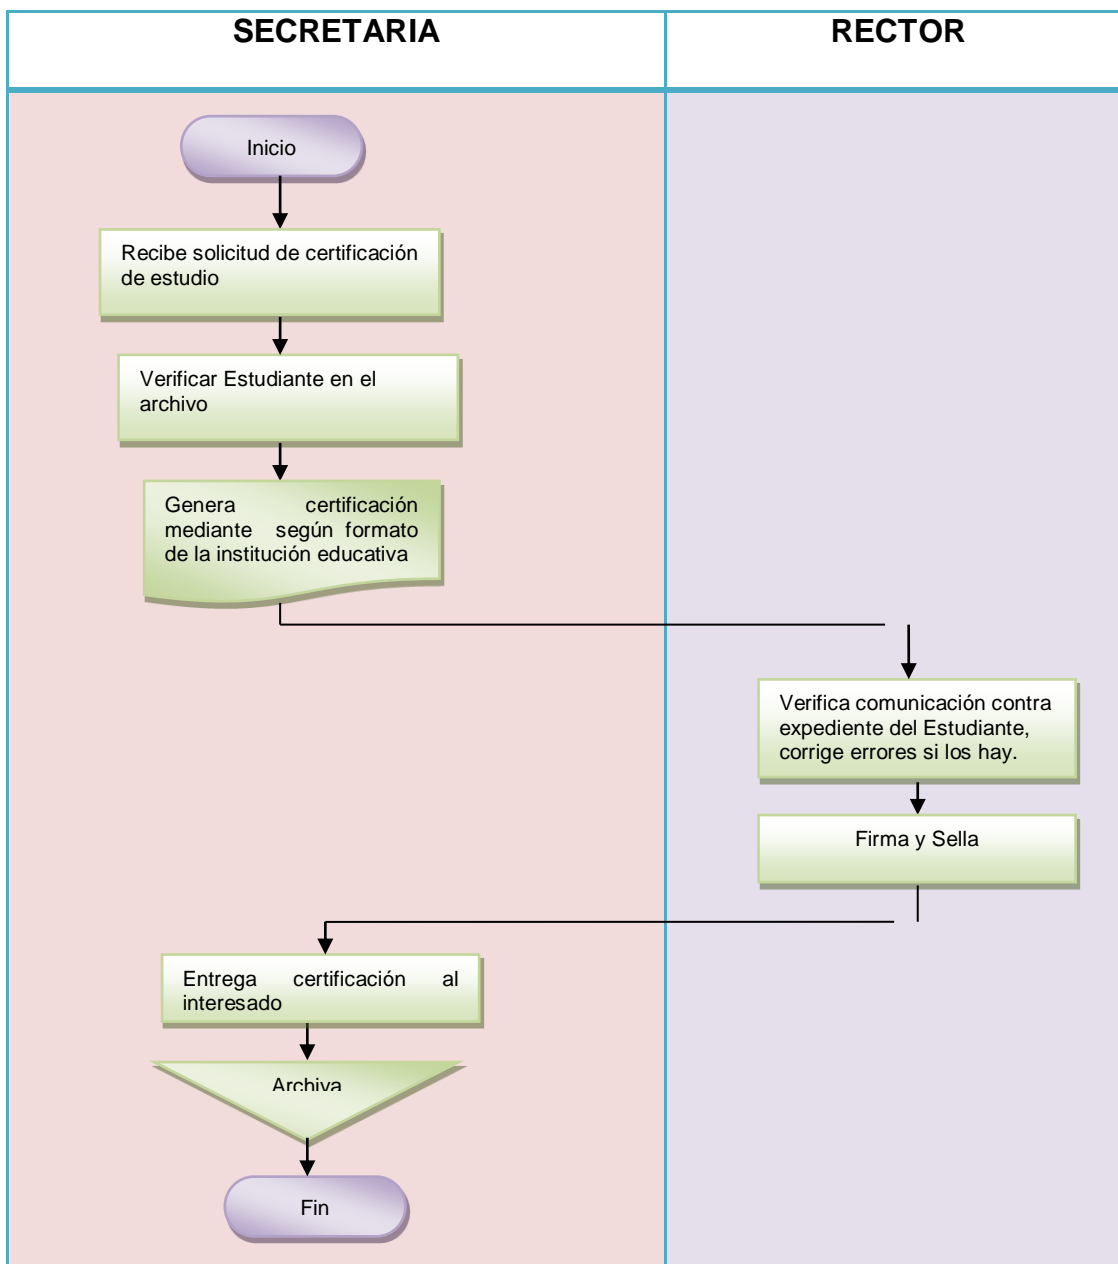 SECRETARIA
RECTOR
Inicio
Recibe solicitud de certificación
de estudio
Verificar Estudiante en el
archivo
Genera certificación
mediante según formato
de la institución educativa
Verifica comunicación contra
expediente del Estudiante,
corrige errores si los hay.
Firma y Sella
Entrega certificación al
interesado
Archiva
Fin